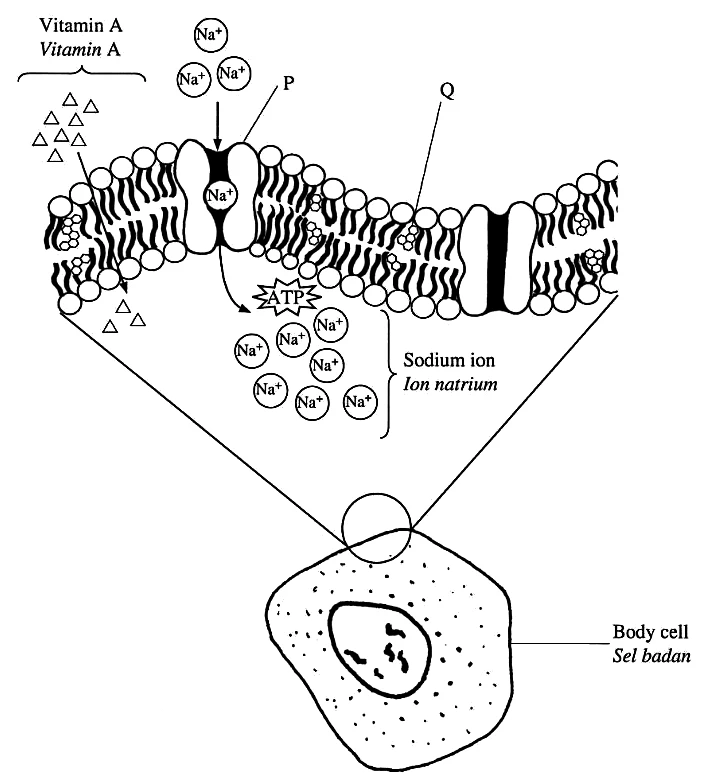 Vitamin A
Vitamin A
Na⁺
Na⁺
Na⁺
P
Q
Na⁺
ATP
Na⁺
Na⁺
Na⁺
Na⁺
Na⁺
Na⁺
Na⁺
Sodium ion
Ion natrium
Body cell
Sel badan